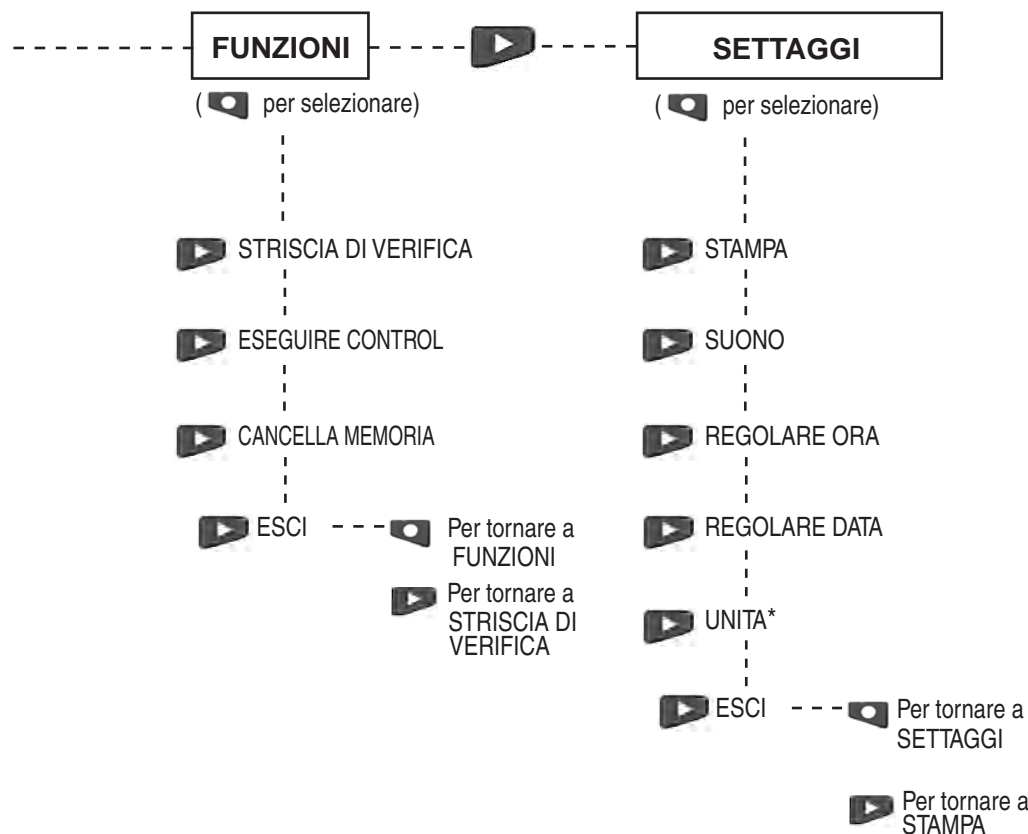 FUNZIONI
SETTAGGI
( per selezionare)
( per selezionare)
STRISCIA DI VERIFICA
ESEGUIRE CONTROL
CANCELLA MEMORIA
ESCI
Per tornare a
FUNZIONI
Per tornare a
STRISCIA DI
VERIFICA
STAMPA
SUONO
REGOLARE ORA
REGOLARE DATA
UNITA*
ESCI
Per tornare a
SETTAGGI
Per tornare a
STAMPA